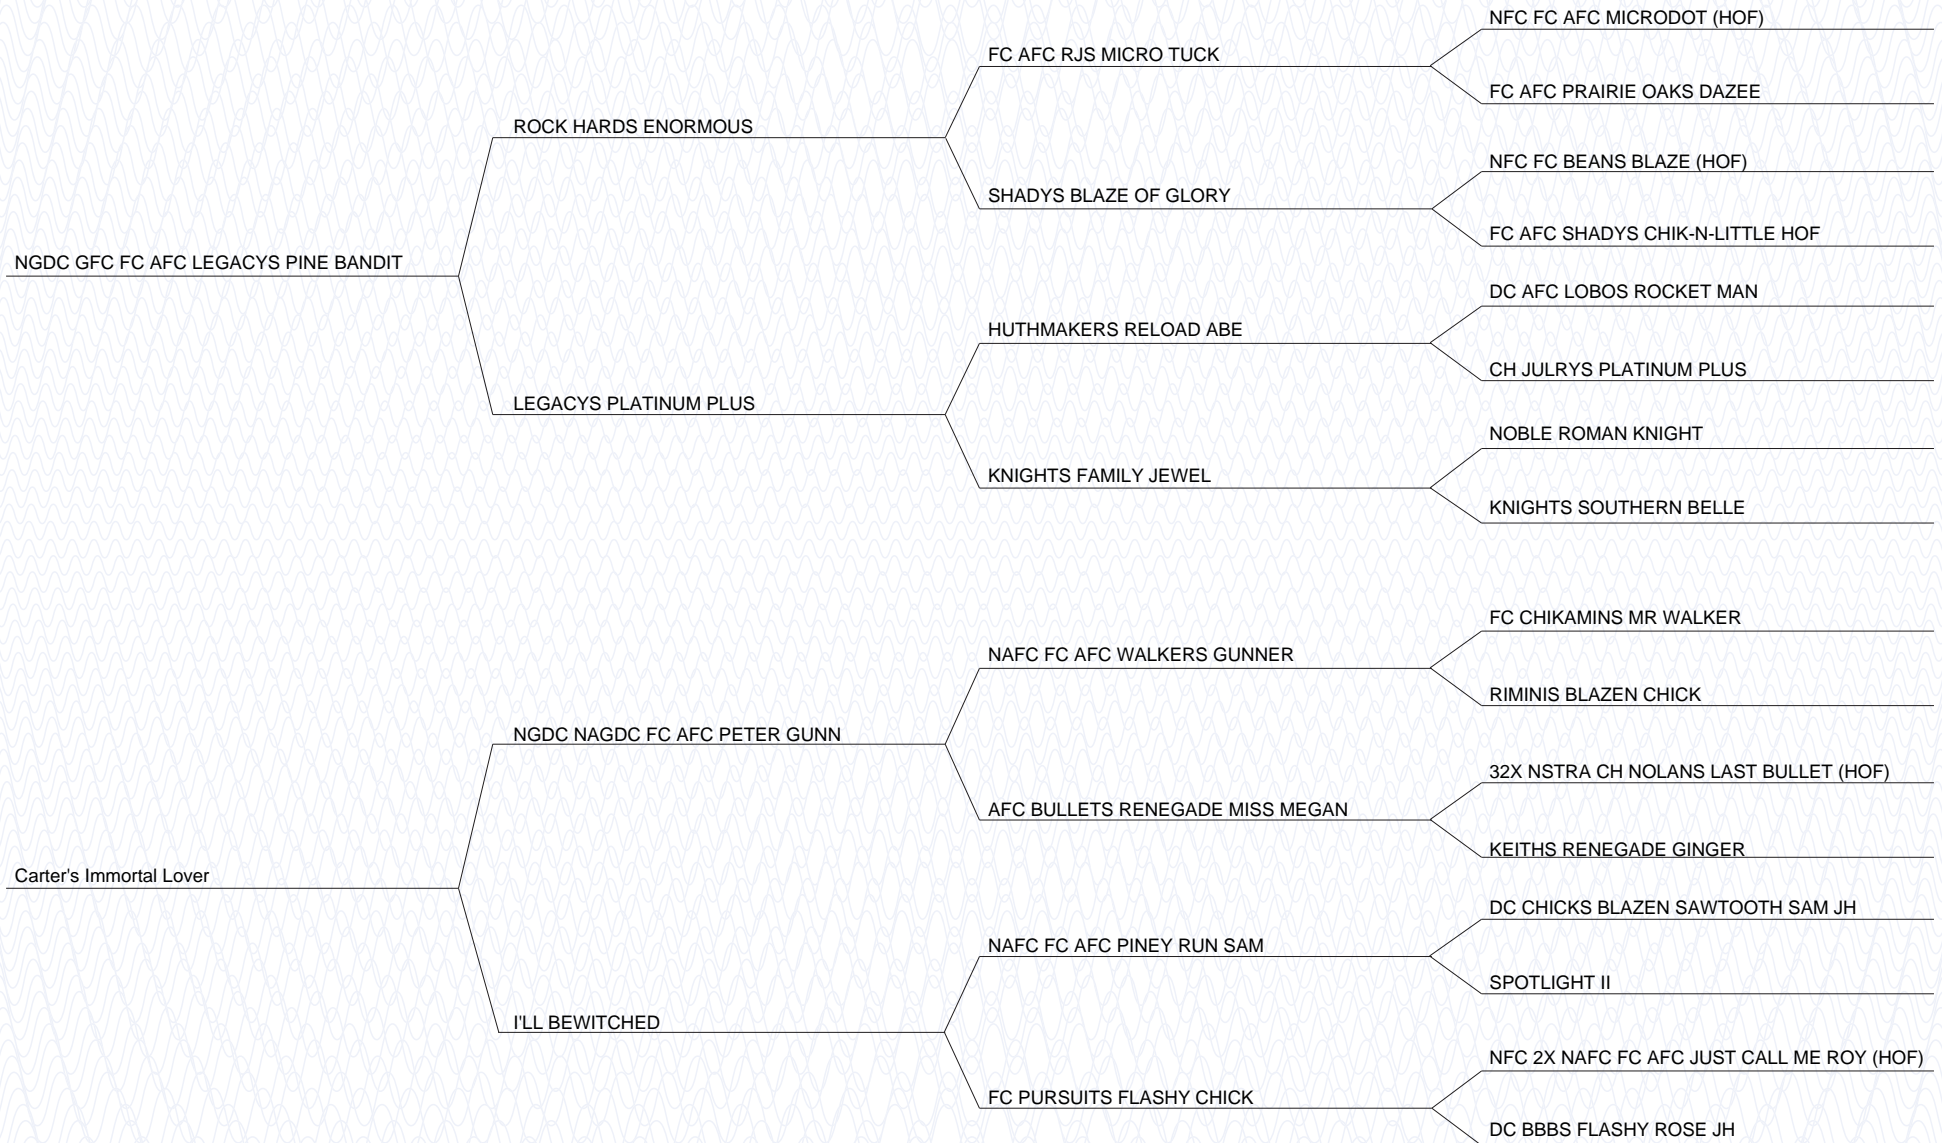 NFC FC AFC MICRODOT (HOF)
FC AFC RJS MICRO TUCK
FC AFC PRAIRIE OAKS DAZEE
ROCK HARDS ENORMOUS
NFC FC BEANS BLAZE (HOF)
SHADYS BLAZE OF GLORY
FC AFC SHADYS CHIK-N-LITTLE HOF
NGDC GFC FC AFC LEGACYS PINE BANDIT
DC AFC LOBOS ROCKET MAN
HUTHMAKERS RELOAD ABE
CH JULRYS PLATINUM PLUS
LEGACYS PLATINUM PLUS
NOBLE ROMAN KNIGHT
KNIGHTS FAMILY JEWEL
KNIGHTS SOUTHERN BELLE
FC CHIKAMINS MR WALKER
NAFC FC AFC WALKERS GUNNER
RIMINIS BLAZEN CHICK
NGDC NAGDC FC AFC PETER GUNN
32X NSTRA CH NOLANS LAST BULLET (HOF)
AFC BULLETS RENEGADE MISS MEGAN
KEITHS RENEGADE GINGER
Carter's Immortal Lover
DC CHICKS BLAZEN SAWTOOTH SAM JH
NAFC FC AFC PINEY RUN SAM
SPOTLIGHT II
I'LL BEWITCHED
NFC 2X NAFC FC AFC JUST CALL ME ROY (HOF)
FC PURSUITS FLASHY CHICK
DC BBBS FLASHY ROSE JH